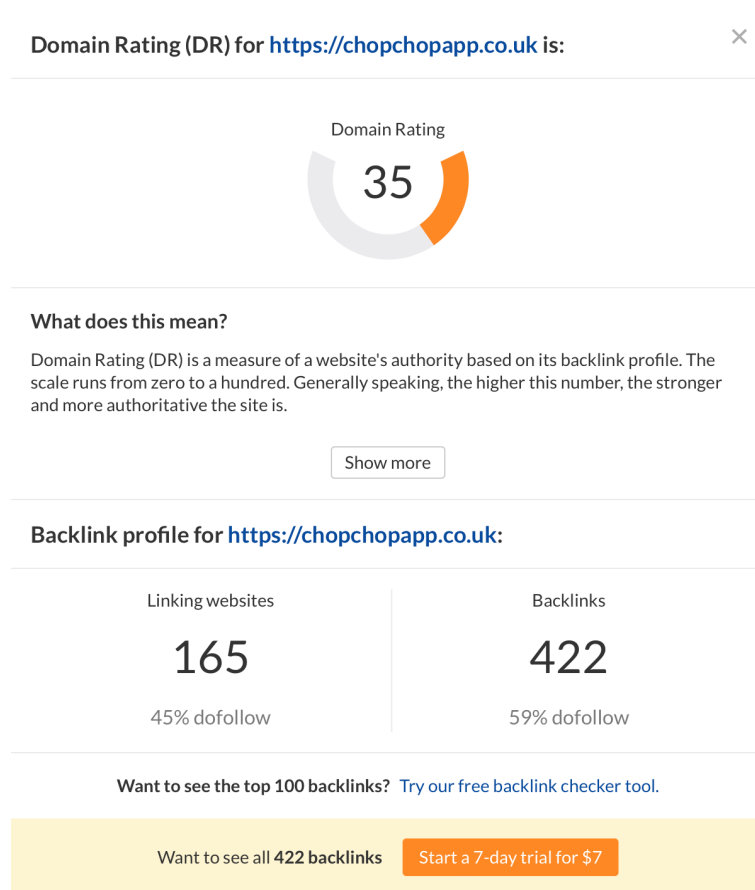 Domain Rating (DR) for https://chopchopapp.co.uk is:
Domain Rating
35
What does this mean?
Domain Rating (DR) is a measure of a website's authority based on its backlink profile. The
scale runs from zero to a hundred. Generally speaking, the higher this number, the stronger
and more authoritative the site is.
Show more
Backlink profile for https://chopchopapp.co.uk:
Linking websites
165
45% dofollow
Backlinks
422
59% dofollow
Want to see the top 100 backlinks? Try our free backlink checker tool.
Want to see all 422 backlinks Start a 7-day trial for $7